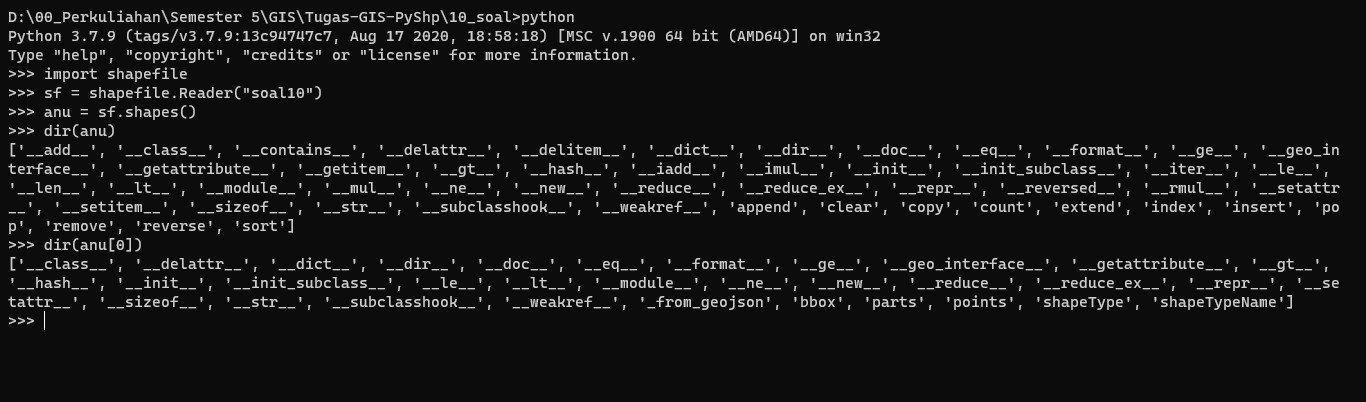 D:\00_Perkuliahan\Semester 5\GIS\Tugas-GIS-PyShp\10_soal>python
Python 3.7.9 (tags/v3.7.9:13c94747c7, Aug 17 2020, 18:58:18) [MSC v.1900 64 bit (AMD64)] on win32
Type "help", "copyright", "credits" or "license" for more information.
>>> import shapefile
>>> sf = shapefile.Reader("soal10")
>>> anu = sf.shapes()
>>> dir(anu)
['__add__', '__class__', '__contains__', '__delattr__', '__delitem__', '__dict__', '__dir__', '__doc__', '__eq__', '__format__', '__ge__', '__geo_in
terface__', '__getattribute__', '__getitem__', '__gt__', '__hash__', '__iadd__', '__imul__', '__init__', '__init_subclass__', '__iter__', '__le__',
'__len__', '__lt__', '__module__', '__mul__', '__ne__', '__new__', '__reduce__', '__reduce_ex__', '__repr__', '__reversed__', '__rmul__', '__setattr
__', '__setitem__', '__sizeof__', '__str__', '__subclasshook__', '__weakref__', 'append', 'clear', 'copy', 'count', 'extend', 'index', 'insert', 'po
p', 'remove', 'reverse', 'sort']
>>> dir(anu[0])
['__class__', '__delattr__', '__dict__', '__dir__', '__doc__', '__eq__', '__format__', '__ge__', '__geo_interface__', '__getattribute__', '__gt__',
'__hash__', '__init__', '__init_subclass__', '__le__', '__lt__', '__module__', '__ne__', '__new__', '__reduce__', '__reduce_ex__', '__repr__', '__se
tattr__', '__sizeof__', '__str__', '__subclasshook__', '__weakref__', '_from_geojson', 'bbox', 'parts', 'points', 'shapeType', 'shapeTypeName']
>>>